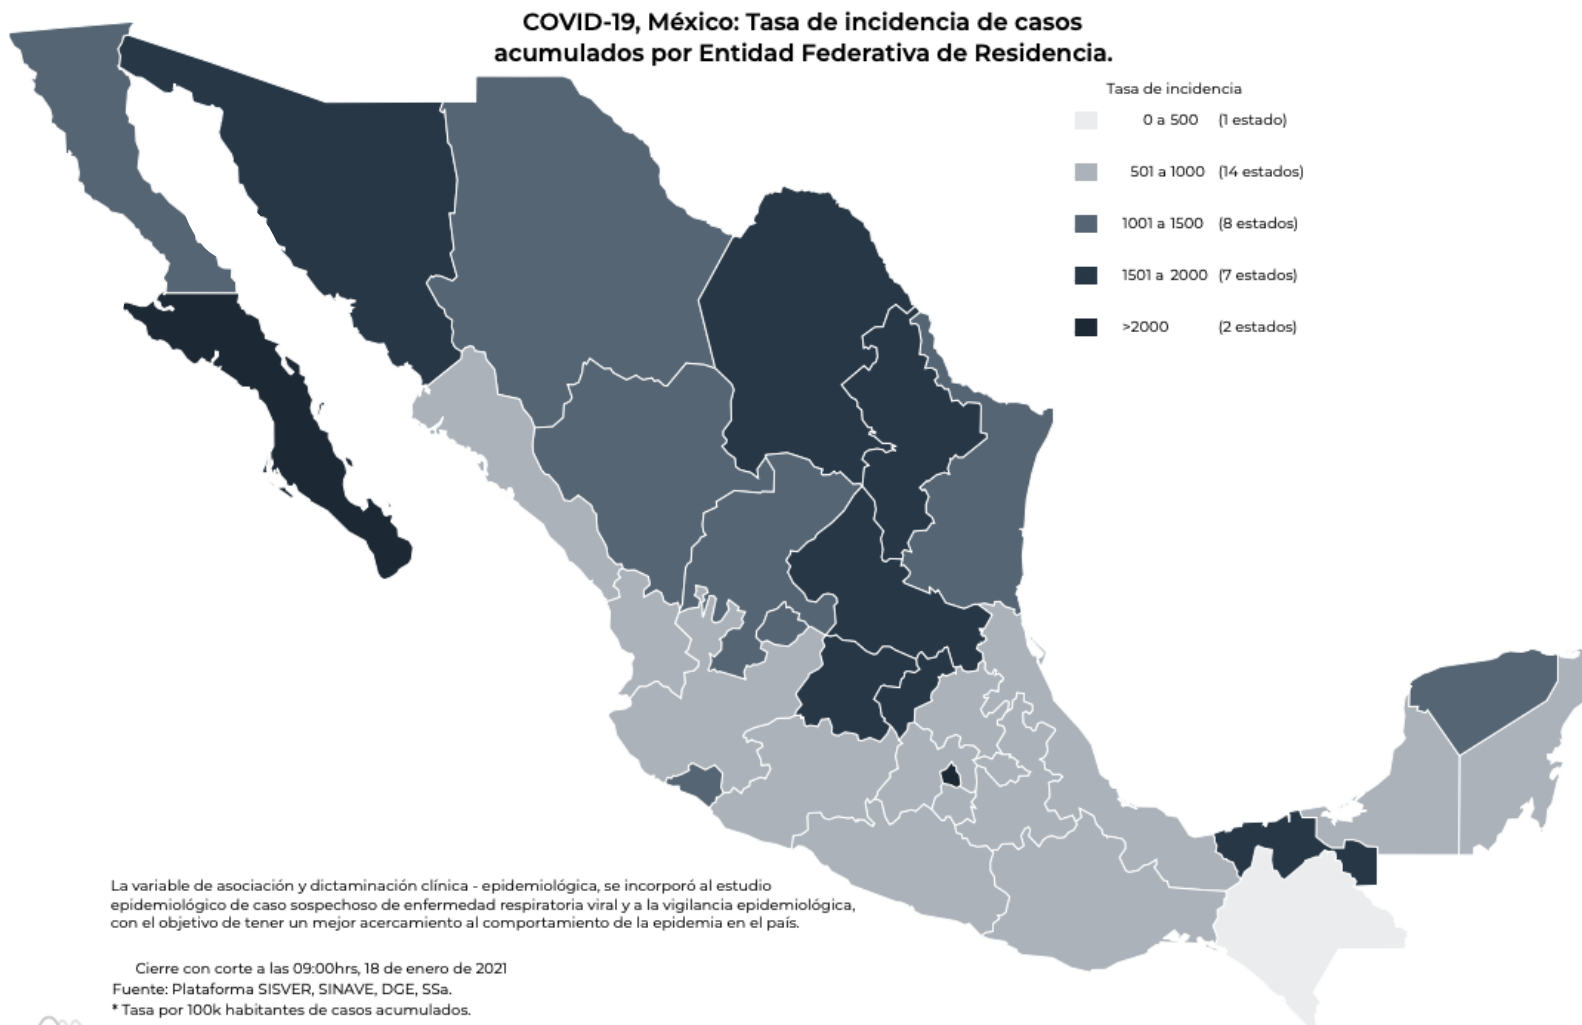 COVID-19, México: Tasa de incidencia de casos
acumulados por Entidad Federativa de Residencia.
Tasa de incidencia
0 a 500 (1 estado)
501 a 1000 (14 estados)
1001 a 1500 (8 estados)
1501 a 2000 (7 estados)
>2000 (2 estados)
La variable de asociación y dictaminación clínica - epidemiológica, se incorporó al estudio
epidemiológico de caso sospechoso de enfermedad respiratoria viral y a la vigilancia epidemiológica,
con el objetivo de tener un mejor acercamiento al comportamiento de la epidemia en el país.
Cierre con corte a las 09:00hrs, 18 de enero de 2021
Fuente: Plataforma SISVER, SINAVE, DGE, SSa.
* Tasa por 100k habitantes de casos acumulados.